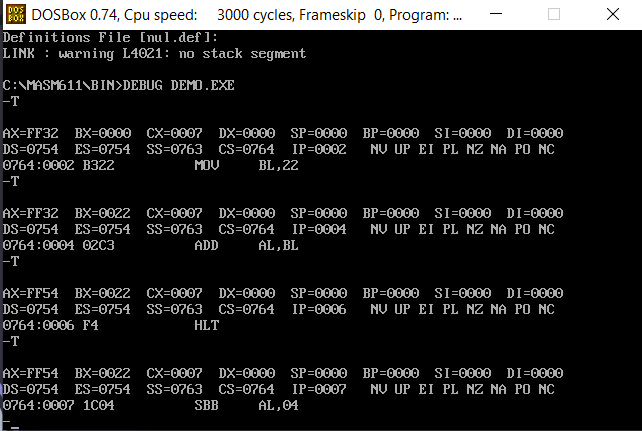 DOS BOX DOSBox 0.74, Cpu speed: 3000 cycles, Frameskip 0, Program: ...
Definitions File [nul.def]:
LINK : warning L4021: no stack segment
C:\MASM611\BIN>DEBUG DEMO.EXE
-T
AX=FF32 BX=0000 CX=0007 DX=0000 SP=0000 BP=0000 SI=0000 DI=0000
DS=0754 ES=0754 SS=0763 CS=0764 IP=0002 NV UP EI PL NZ NA PO NC
0764:0002 B322 MOV BL,22
-T
AX=FF32 BX=0022 CX=0007 DX=0000 SP=0000 BP=0000 SI=0000 DI=0000
DS=0754 ES=0754 SS=0763 CS=0764 IP=0004 NV UP EI PL NZ NA PO NC
0764:0004 02C3 ADD AL,BL
-T
AX=FF54 BX=0022 CX=0007 DX=0000 SP=0000 BP=0000 SI=0000 DI=0000
DS=0754 ES=0754 SS=0763 CS=0764 IP=0006 NV UP EI PL NZ NA PO NC
0764:0006 F4 HLT
-T
AX=FF54 BX=0022 CX=0007 DX=0000 SP=0000 BP=0000 SI=0000 DI=0000
DS=0754 ES=0754 SS=0763 CS=0764 IP=0007 NV UP EI PL NZ NA PO NC
0764:0007 1C04 SBB AL,04
-_